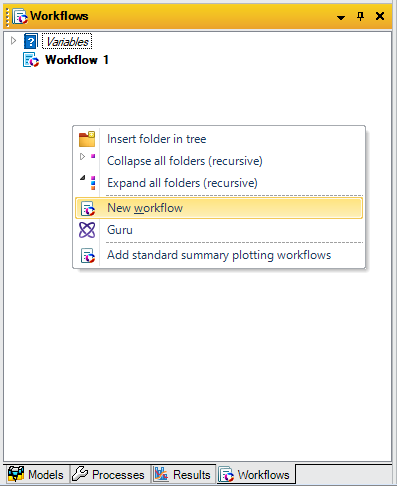 Workflows
Variables
Workflow 1
Insert folder in tree
Collapse all folders (recursive)
Expand all folders (recursive)
New workflow
Guru
Add standard summary plotting workflows
Models Processes Results Workflows